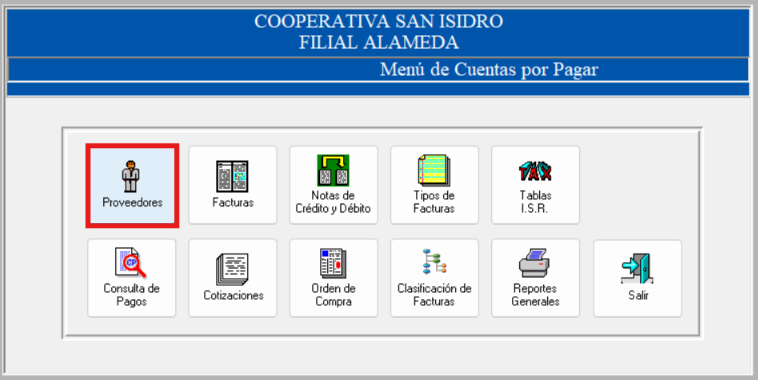 COOPERATIVA SAN ISIDRO
FILIAL ALAMEDA
Menú de Cuentas por Pagar
Proveedores
Facturas
Notas de
Crédito y Débito
Tipos de
Facturas
TAX
Tablas
I.S.R.
CP
Consulta de
Pagos
Cotizaciones
Orden de
Compra
Clasificación de
Facturas
Reportes
Generales
Salir